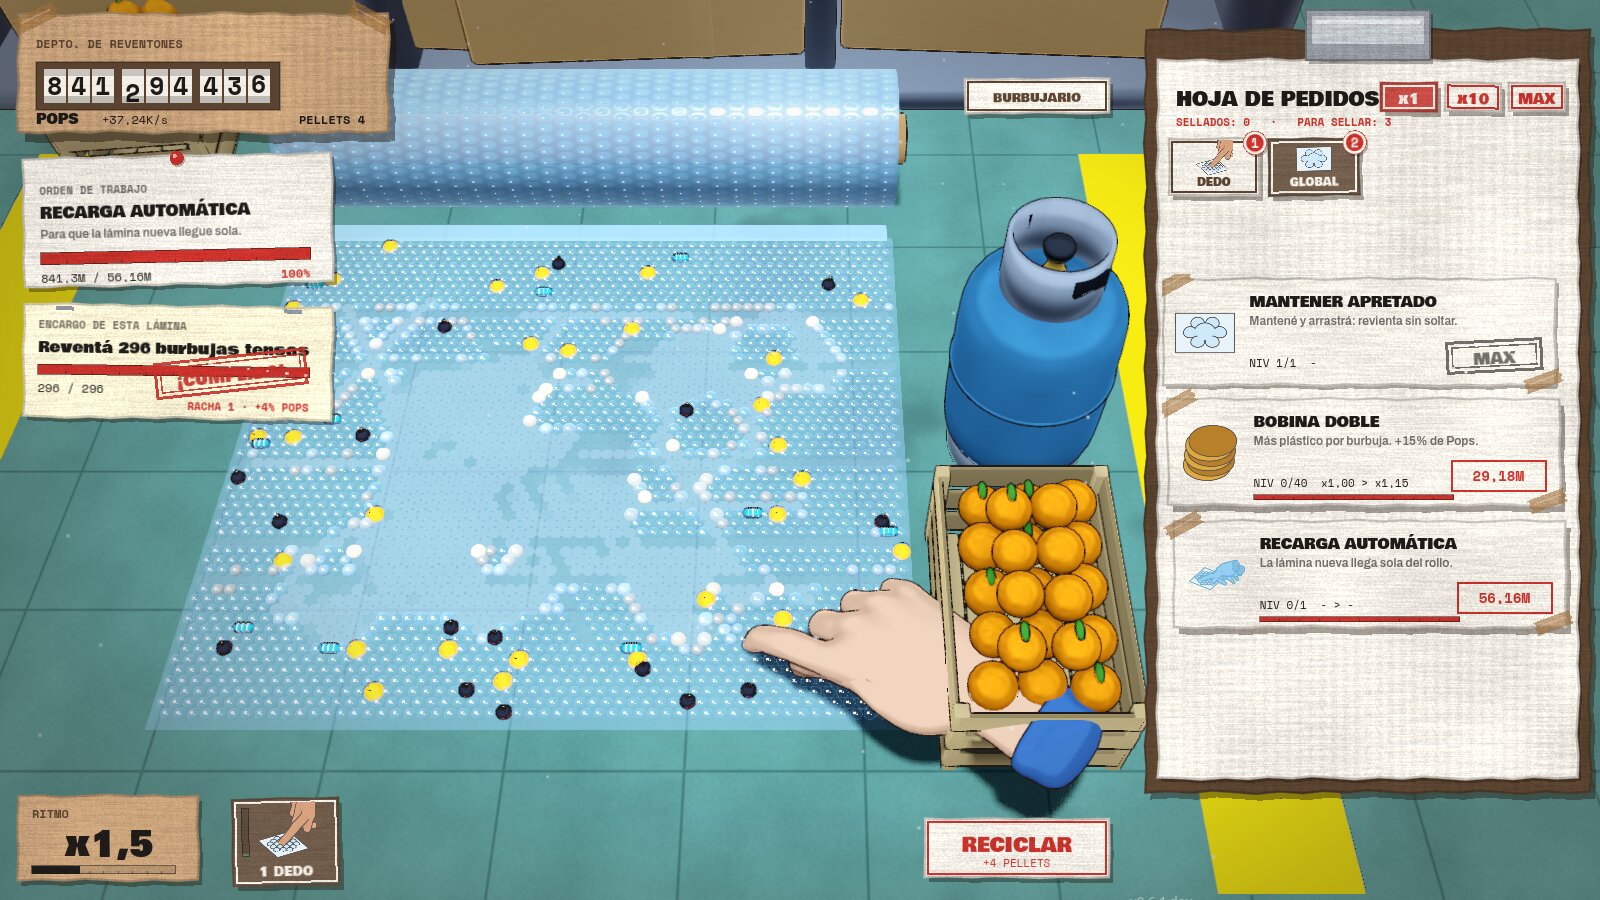 DEPTO. DE REVENTONES
841 294 436
POPS +37,24K/s PELLETS 4
ORDEN DE TRABAJO
RECARGA AUTOMÁTICA
Para que la lámina nueva llegue sola.
841.3M / 56.16M 100%
ENCARGO DE ESTA LÁMINA
Reventá 296 burbujas tensas
296 / 296
RACHA 1 · +4% POPS
RITMO
x1,5
1 DEDO
BURBUJARIO
RECICLAR
+4 PELLETS
HOJA DE PEDIDOS x1 x10 MAX
SELLADOS: 0 · PARA SELLAR: 3
DEDO 1
GLOBAL 2
MANTENER APRETADO
Mantené y arrastrá: revienta sin soltar.
NIV 1/1 -
MAX
BOBINA DOBLE
Más plástico por burbuja. +15% de Pops.
NIV 0/40 x1.00 > x1.15
29,18M
RECARGA AUTOMÁTICA
La lámina nueva llega sola del rollo.
NIV 0/1 - > -
56,16M